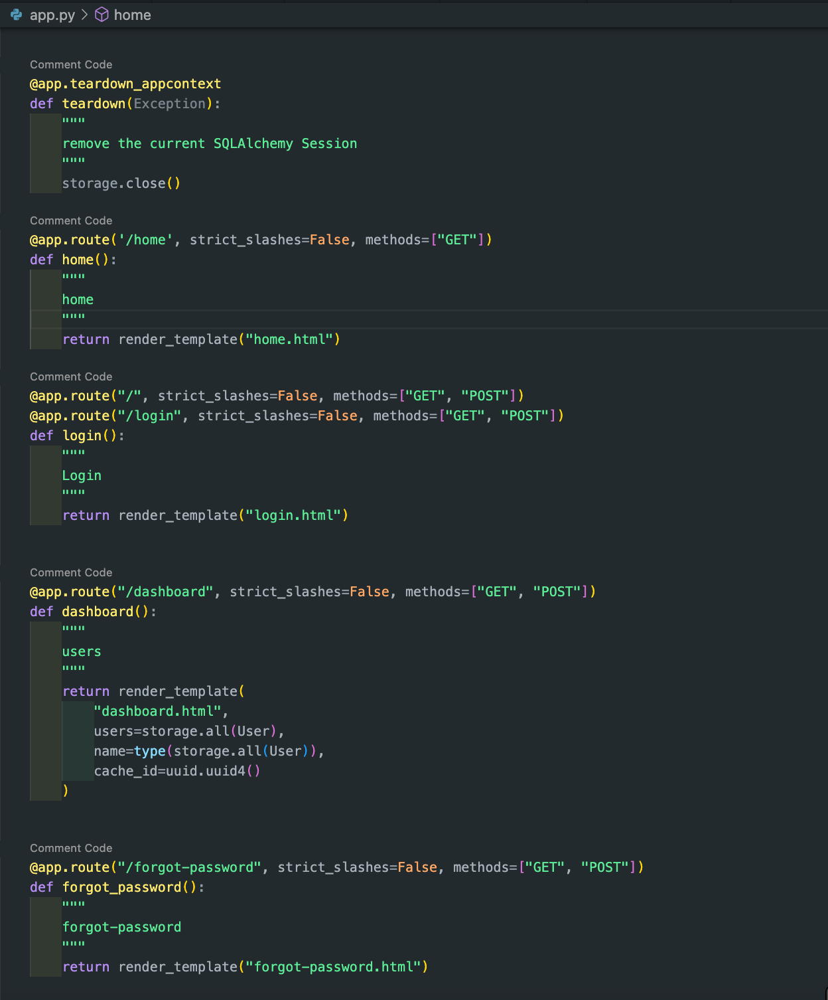 app.py > home
Comment Code
@app.teardown_appcontext
def teardown(Exception):
    """
    remove the current SQLAlchemy Session
    """
    storage.close()
Comment Code
@app.route('/home', strict_slashes=False, methods=["GET"])
def home():
    """
    home
    """
    return render_template("home.html")
Comment Code
@app.route("/", strict_slashes=False, methods=["GET", "POST"])
@app.route("/login", strict_slashes=False, methods=["GET", "POST"])
def login():
    """
    Login
    """
    return render_template("login.html")
Comment Code
@app.route("/dashboard", strict_slashes=False, methods=["GET", "POST"])
def dashboard():
    """
    users
    """
    return render_template(
        "dashboard.html",
        users=storage.all(User),
        name=type(storage.all(User)),
        cache_id=uuid.uuid4()
    )
Comment Code
@app.route("/forgot-password", strict_slashes=False, methods=["GET", "POST"])
def forgot_password():
    """
    forgot-password
    """
    return render_template("forgot-password.html")